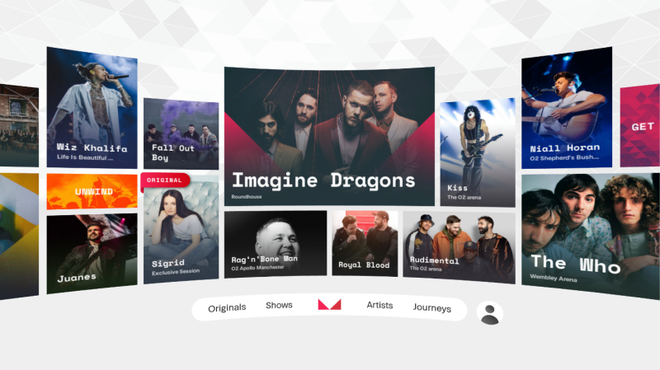 Wiz Khalifa
Life Is Beautiful ...
Fall Out
Boy
Imagine Dragons
Roundhouse
Kiss
The O2 arena
Niall Horan
O2 Shepherd's Bush...
GET
UNWIND
ORIGINAL
Juanes
Sigrid
Exclusive Session
Rag'n'Bone Man
O2 Apollo Manchester
Royal Blood
Rudimental
The O2 arena
The Who
Wembley Arena
Originals
Shows
Artists
Journeys